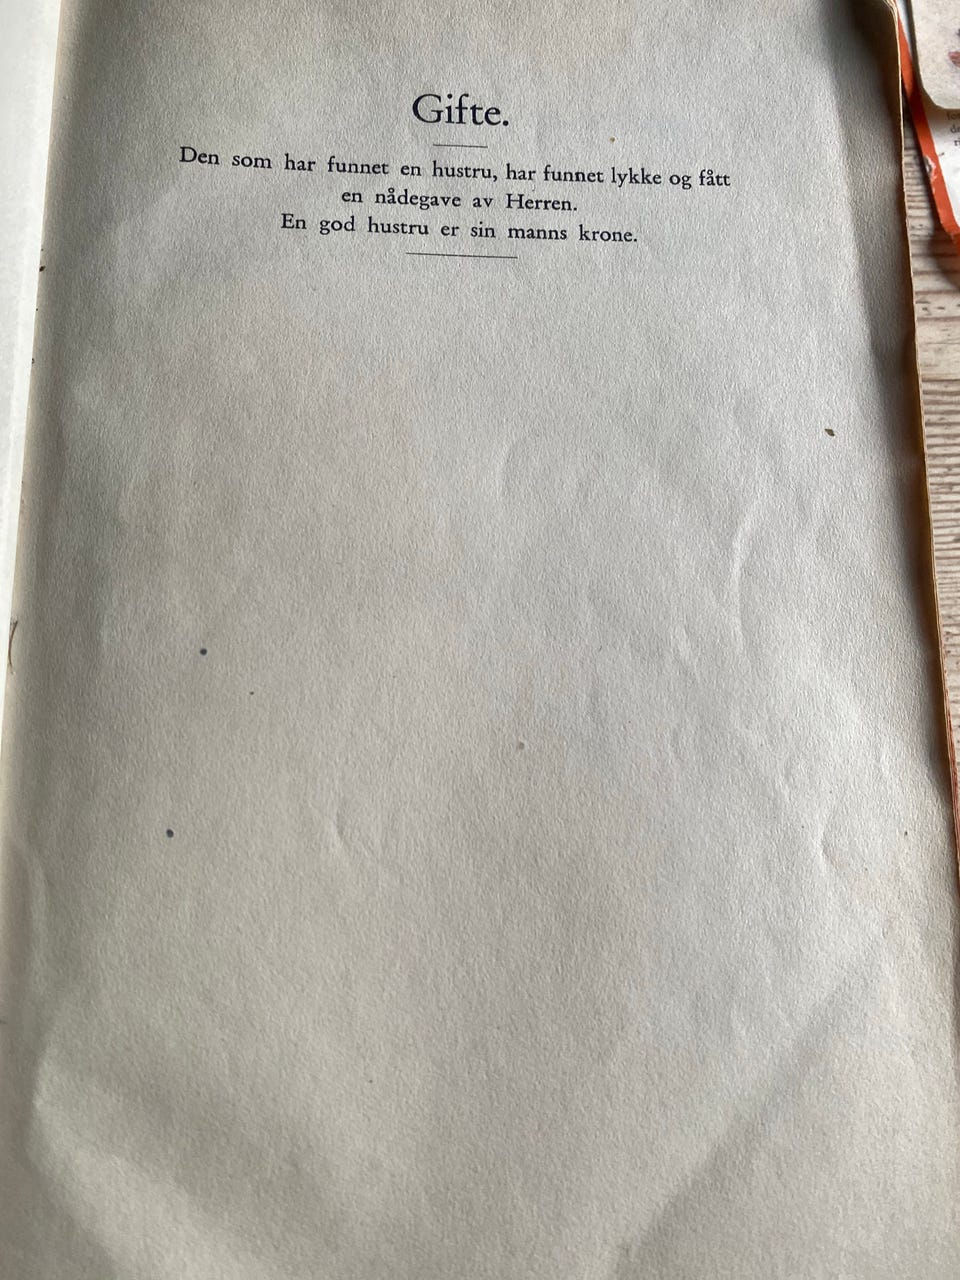 Gifte.
Den som har funnet en hustru, har funnet lykke og fått
en nådegave av Herren.
En god hustru er sin manns krone.